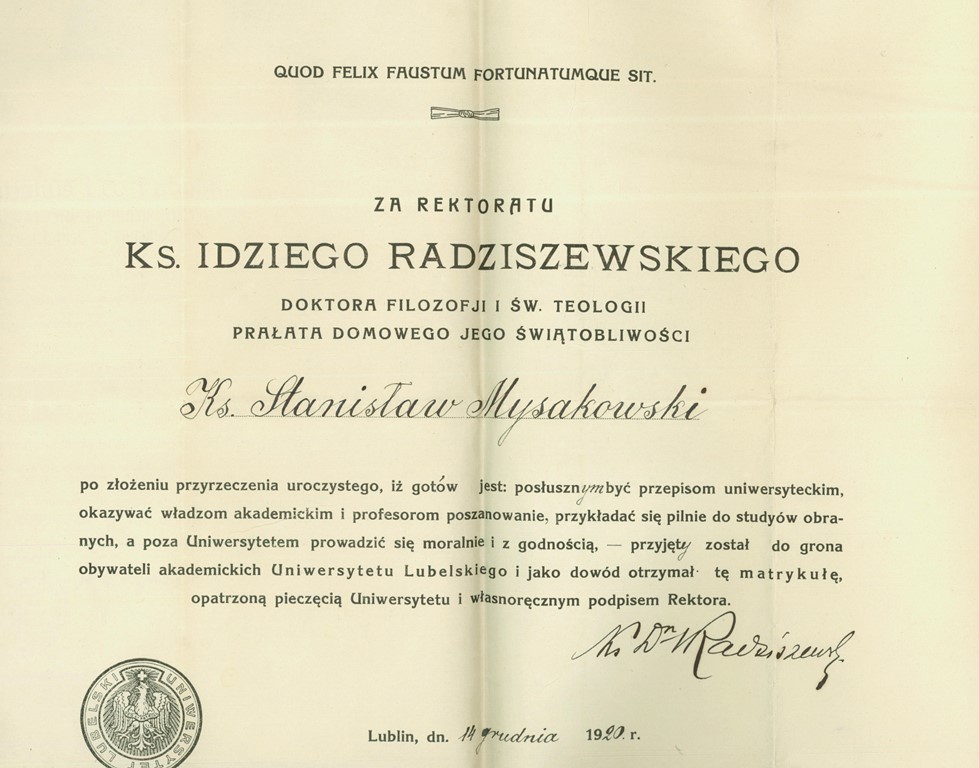 QUOD FELIX FAUSTUM FORTUNATUMQUE SIT.
ZA REKTORATU
Ks. IDZIEGO RADZISZEWSKIEGO
DOKTORA FILOZOFJI I ŚW. TEOLOGII
PRAŁATA DOMOWEGO JEGO ŚWIĄTOBLIWOŚCI
Ks. Stanisław Mysakowski
po złożeniu przyrzeczenia uroczystego, iż gotów jest: posłusznym być przepisom uniwersyteckim,
okazywać władzom akademickim i profesorom poszanowanie, przykładać się pilnie do studyów obra-
nych, a poza Uniwersytetem prowadzić się moralnie i z godnością, — przyjęty został do grona
obywateli akademickich Uniwersytetu Lubelskiego i jako dowód otrzymał tę matrykułę,
opatrzoną pieczęcią Uniwersytetu i własnoręcznym podpisem Rektora.
Ks Dr Radziszewski
UNIWERSYTET LUBELSKI
Lublin, dn. 14 grudnia 1920. r.